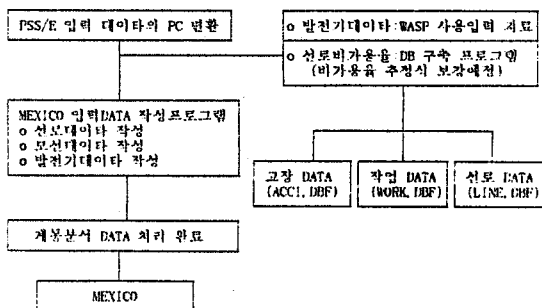 PSS/E 입력 데이타의 PC 변환
o 발전기데이타:WASP 사용입력 자료
o 선로비가용율:DB 구축 프로그램
(비가용율 추정식 보강예정)
MEXICO 입력DATA 작성프로그램
o 선로데이타 작성
o 모선데이타 작성
o 발전기데이타 작성
고장 DATA
(ACC1,DBF)
작업 DATA
(WORK,DBF)
선로 DATA
(LINE,DBF)
계통분석 DATA 처리 완료
MEXICO